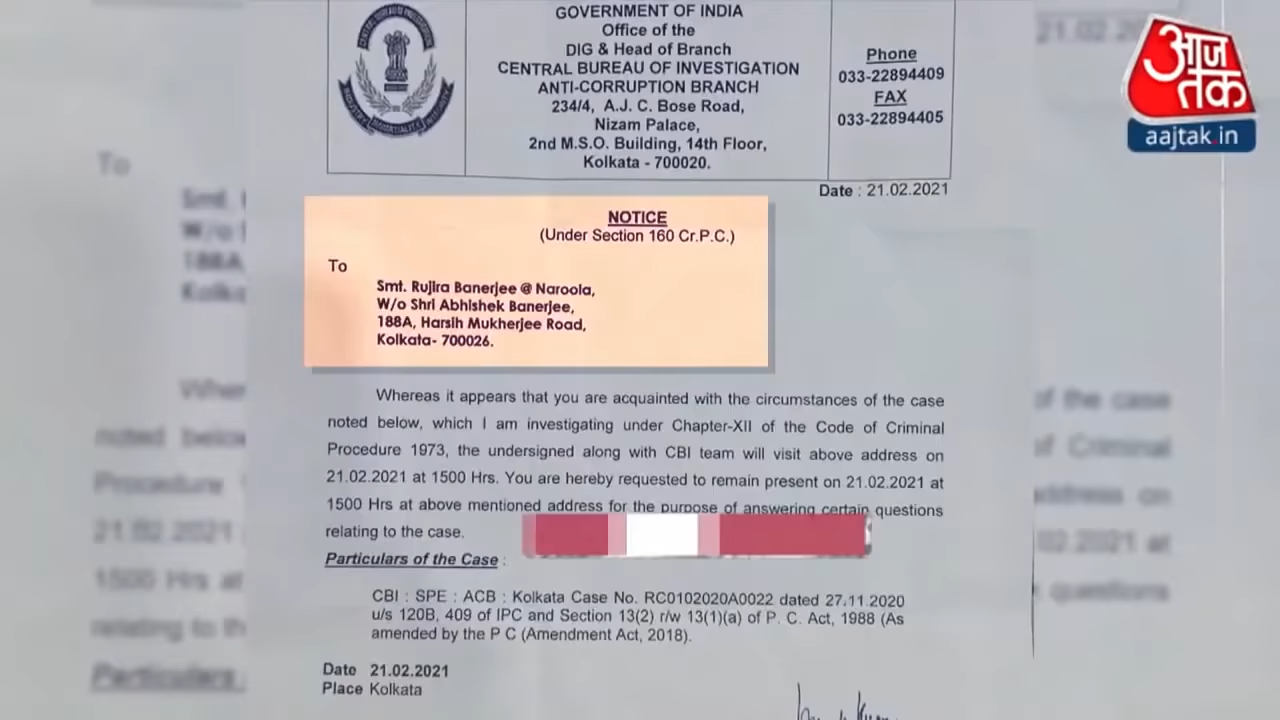 GOVERNMENT OF INDIA
Office of the
DIG & Head of Branch
CENTRAL BUREAU OF INVESTIGATION
ANTI-CORRUPTION BRANCH
234/4, A.J. C. Bose Road,
Nizam Palace,
2nd M.S.O. Building, 14th Floor,
Kolkata - 700020.
Phone
033-22894409
FAX
033-22894405
आज
तक
aajtak.in
Date : 21.02.2021
NOTICE
(Under Section 160 Cr.P.C.)
To
Smt. Rujira Banerjee @ Naroola,
W/o Shri Abhishek Banerjee,
188A, Harsih Mukherjee Road,
Kolkata- 700026.
Whereas it appears that you are acquainted with the circumstances of the case
noted below, which I am investigating under Chapter-XII of the Code of Criminal
Procedure 1973, the undersigned along with CBI team will visit above address on
21.02.2021 at 1500 Hrs. You are hereby requested to remain present on 21.02.2021 at
1500 Hrs at above mentioned address for the purpose of answering certain questions
relating to the case.
Particulars of the Case :
CBI : SPE : ACB : Kolkata Case No. RC0102020A0022 dated 27.11.2020
u/s 120B, 409 of IPC and Section 13(2) r/w 13(1)(a) of P. C. Act, 1988 (As
amended by the P C (Amendment Act, 2018).
Date 21.02.2021
Place Kolkata